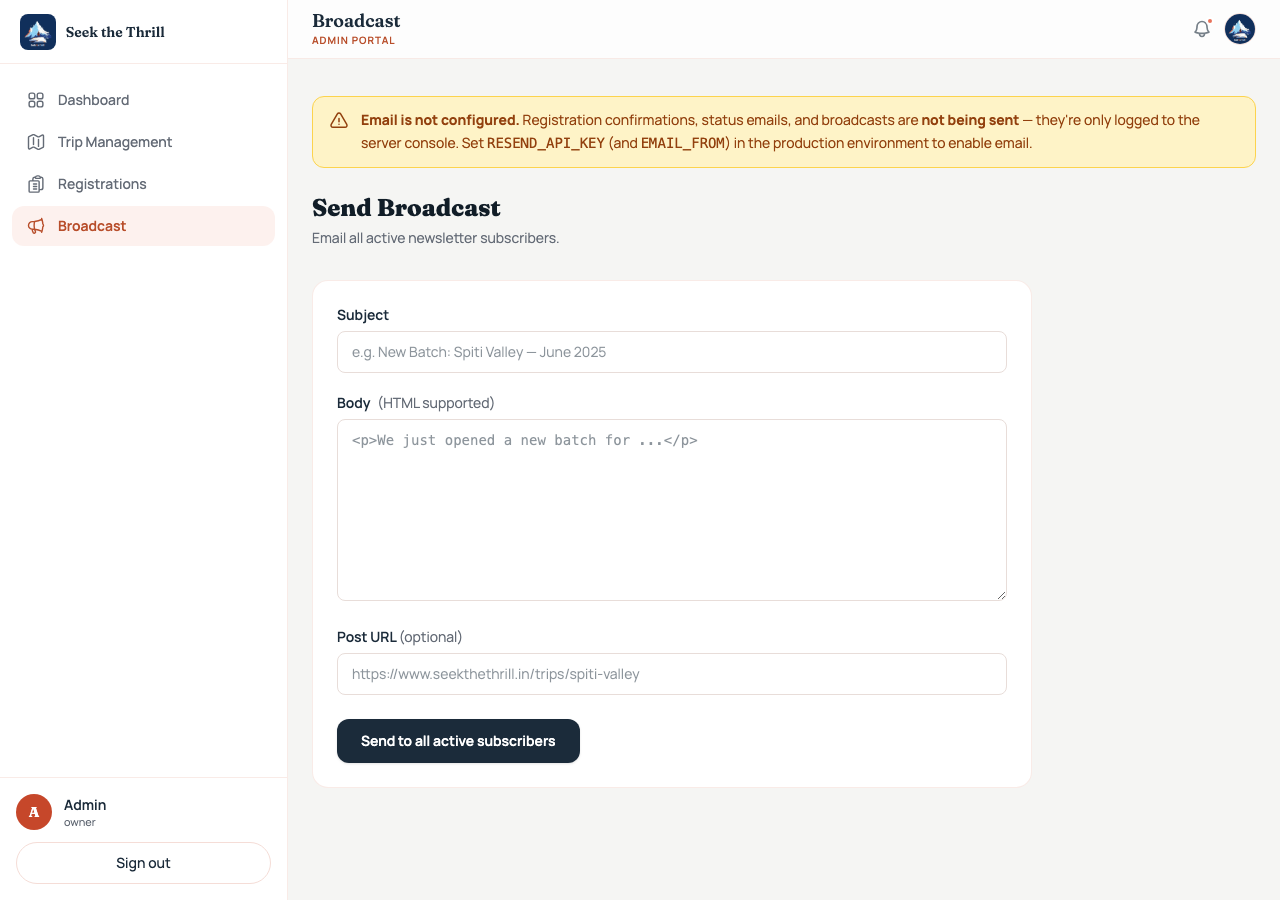 Seek the Thrill
Dashboard
Trip Management
Registrations
Broadcast
Admin
owner
Sign out
Broadcast
ADMIN PORTAL
Email is not configured. Registration confirmations, status emails, and broadcasts are not being sent — they're only logged to the
server console. Set RESEND_API_KEY (and EMAIL_FROM) in the production environment to enable email.
Send Broadcast
Email all active newsletter subscribers.
Subject
e.g. New Batch: Spiti Valley — June 2025
Body (HTML supported)
<p>We just opened a new batch for ...</p>
Post URL (optional)
https://www.seekthethrill.in/trips/spiti-valley
Send to all active subscribers
A